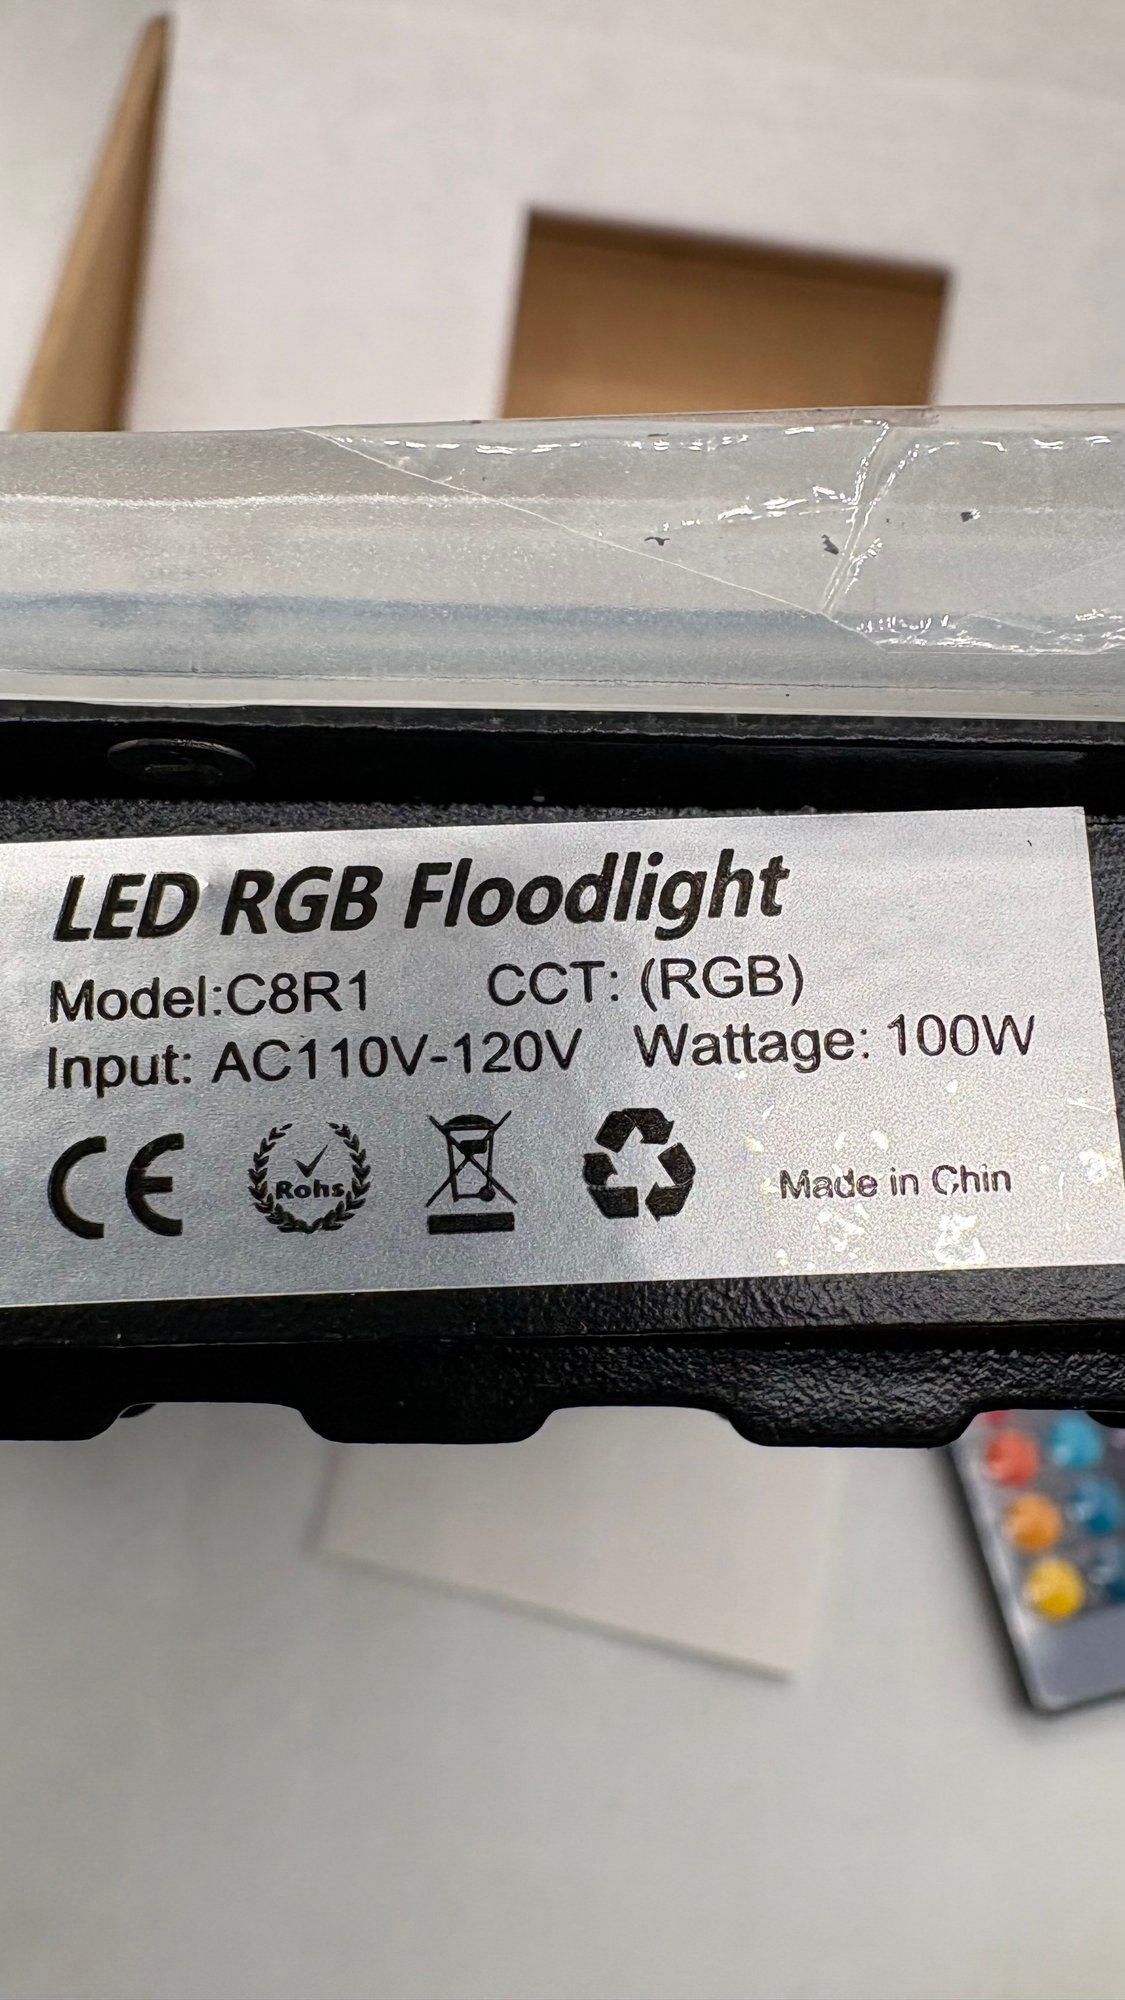 LED RGB Floodlight
Model:C8R1 CCT: (RGB)
Input: AC110V-120V Wattage: 100W
CE Rohs Made in Chin